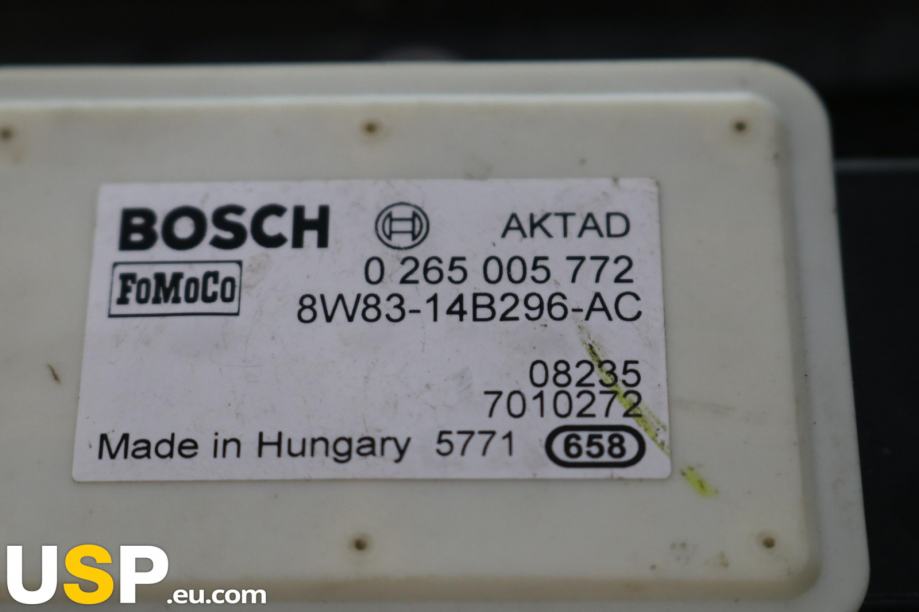 BOSCH AKTAD
0 265 005 772
FoMoCo
8W83-14B296-AC
08235
7010272
Made in Hungary 5771 658
USP.eu.com